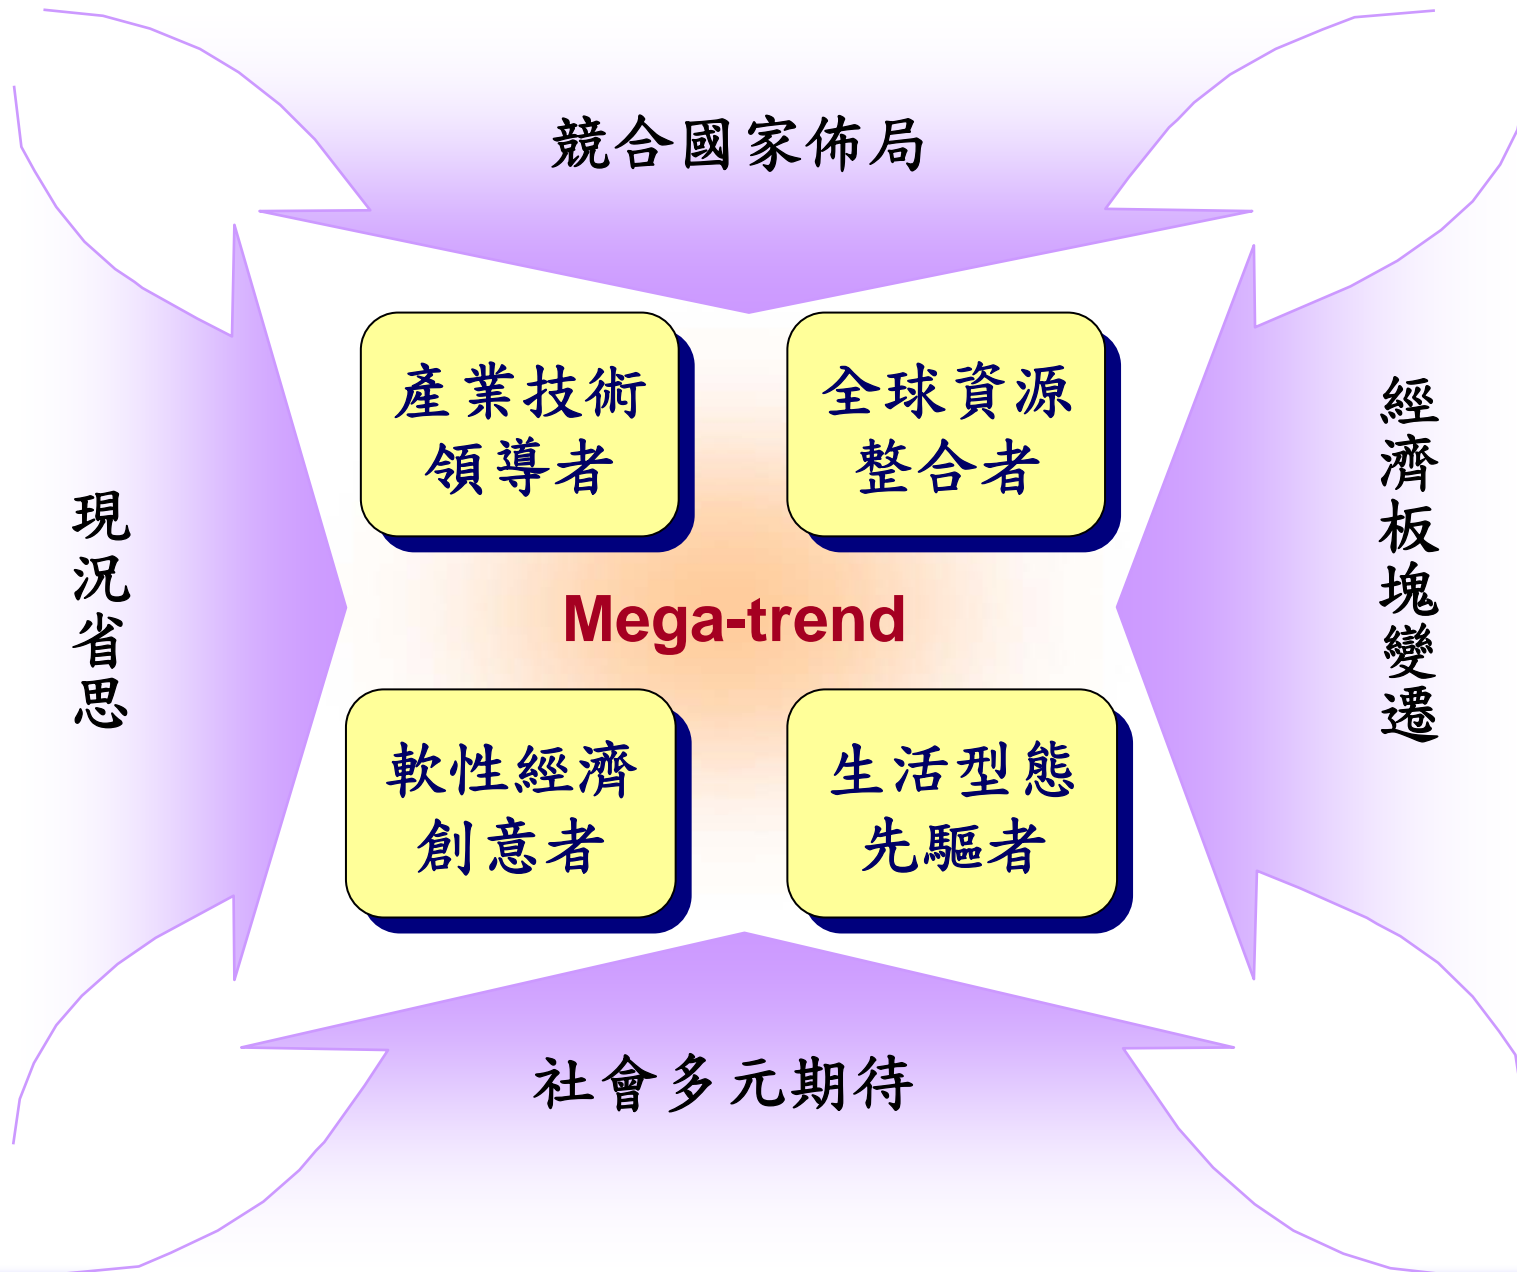 競合國家佈局
產業技術
領導者
全球資源
整合者
現況省思
Mega-trend
經濟板塊變遷
軟性經濟
創意者
生活型態
先驅者
社會多元期待